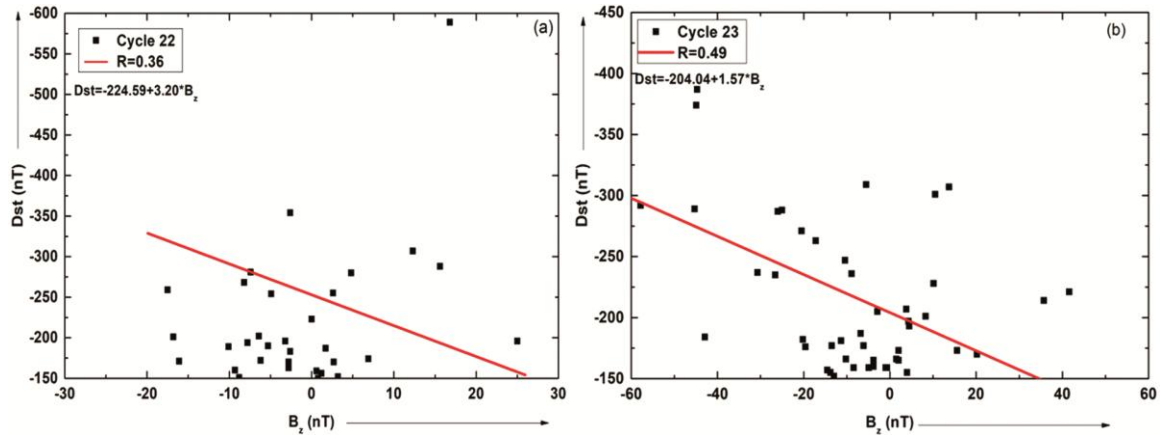 (a)
Cycle 22
R=0.36
Dst=-224.59+3.20*Bz
-600
-550
-500
-450
-400
-350
-300
-250
-200
-150
Dst (nT)
-30 -20 -10 0 10 20 30
Bz (nT)
(b)
Cycle 23
R=0.49
Dst=-204.04+1.57*Bz
-450
-400
-350
-300
-250
-200
-150
Dst (nT)
-60 -40 -20 0 20 40 60
Bz (nT)